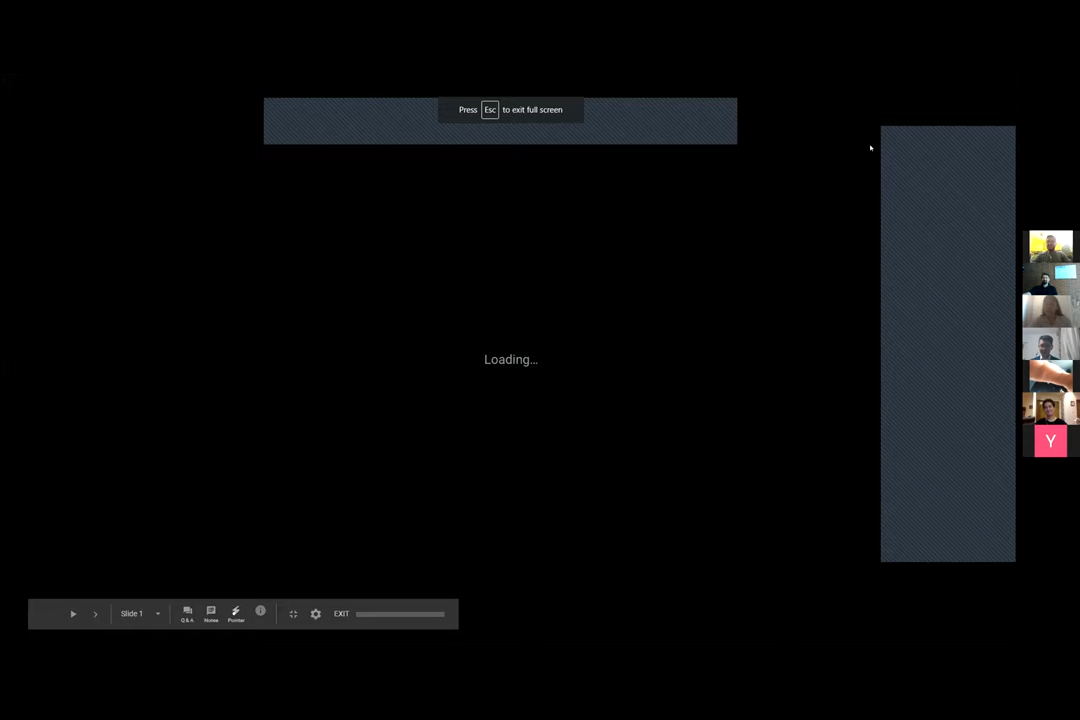 Press Esc to exit full screen
Loading...
Y
Slide 1
Q & A
Notes
Pointer
EXIT